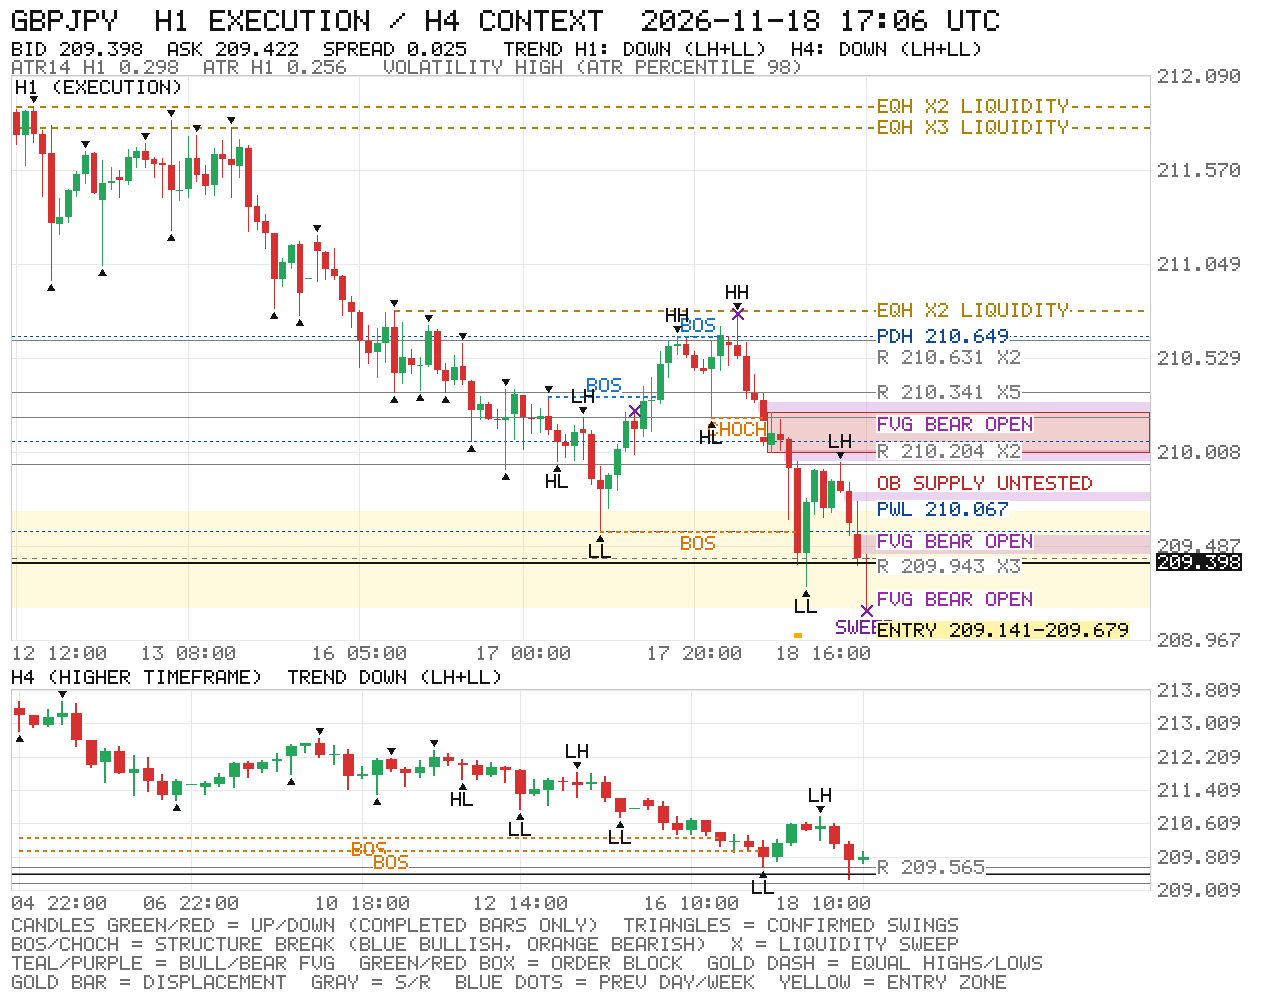 GBPJPY  H1 EXECUTION / H4 CONTEXT  2026-11-18 17:06 UTC
BID 209.398  ASK 209.422  SPREAD 0.025   TREND H1: DOWN (LH+LL)  H4: DOWN (LH+LL)
ATR14 H1 0.298  ATR H1 0.256   VOLATILITY HIGH (ATR PERCENTILE 98)
212.090
H1 (EXECUTION)
EQH X2 LIQUIDITY
EQH X3 LIQUIDITY
211.570
211.049
HH
EQH X2 LIQUIDITY
HH
BOS
PDH 210.649
R 210.631 X2
210.529
BOS
R 210.341 X5
LH
FVG BEAR OPEN
CHOCH
HL
LH
R 210.204 X2
210.008
HL
OB SUPPLY UNTESTED
PWL 210.067
BOS
FVG BEAR OPEN
209.487
LL
209.398
R 209.943 X3
FVG BEAR OPEN
LL
SWEE
ENTRY 209.141-209.679
208.967
12 12:00
13 08:00
16 05:00
17 00:00
17 20:00
18 16:00
H4 (HIGHER TIMEFRAME)  TREND DOWN (LH+LL)
213.809
213.009
LH
212.209
HL
211.409
LH
LL
LL
210.609
BOS
BOS
209.809
R 209.565
LL
209.009
04 22:00
06 22:00
10 18:00
12 14:00
16 10:00
18 10:00
CANDLES GREEN/RED = UP/DOWN (COMPLETED BARS ONLY)  TRIANGLES = CONFIRMED SWINGS
BOS/CHOCH = STRUCTURE BREAK (BLUE BULLISH, ORANGE BEARISH)  X = LIQUIDITY SWEEP
TEAL/PURPLE = BULL/BEAR FVG  GREEN/RED BOX = ORDER BLOCK  GOLD DASH = EQUAL HIGHS/LOWS
GOLD BAR = DISPLACEMENT  GRAY = S/R  BLUE DOTS = PREV DAY/WEEK  YELLOW = ENTRY ZONE